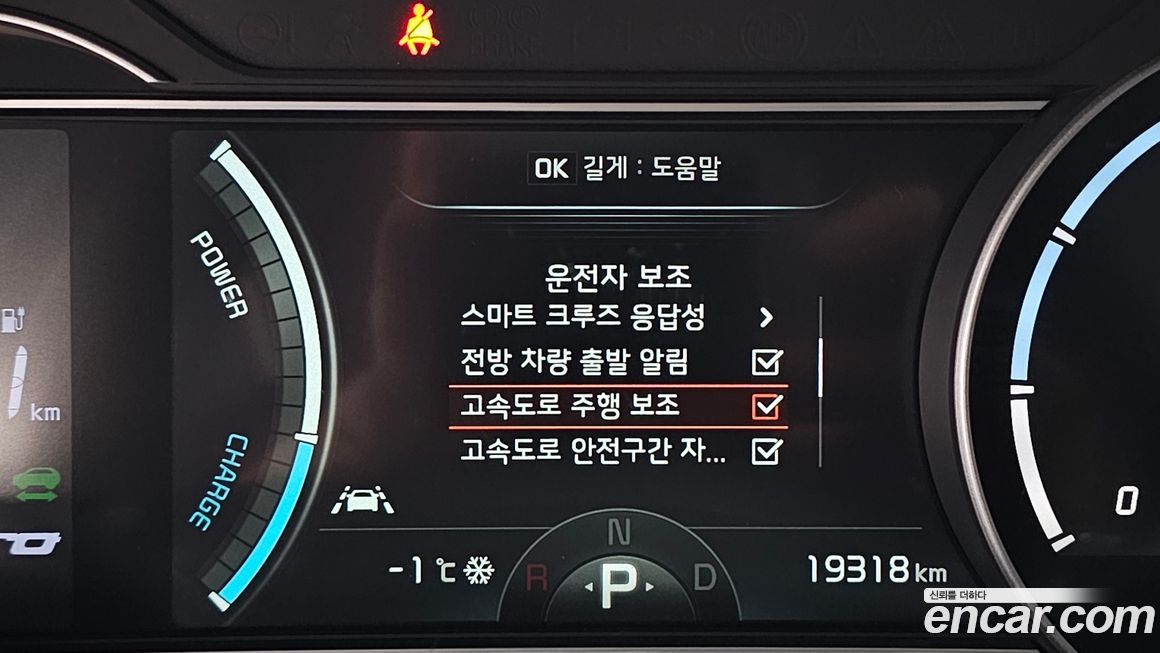 OK 길게 : 도움말
운전자 보조
스마트 크루즈 응답성
전방 차량 출발 알림
고속도로 주행 보조
고속도로 안전구간 자...
POWER
CHARGE
km
-1 ℃
N
R P D
19318 km
0
신뢰를 더하다
encar.com